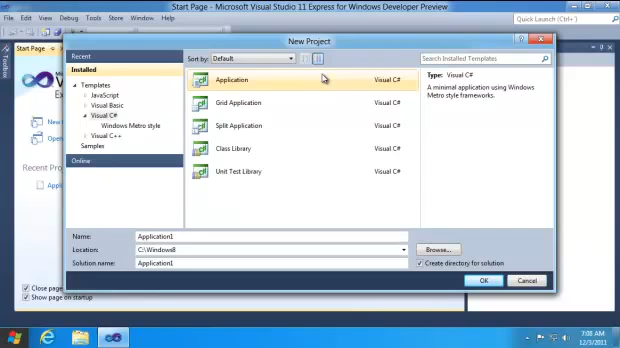 Start Page - Microsoft Visual Studio 11 Express for Windows Developer Preview
File Edit View Debug Tools Store Window Help
Quick Launch (Ctrl+Q)
Toolbox
Start Page
New Project
Recent
Sort by: Default
Search Installed Templates
Installed
Templates
JavaScript
Visual Basic
Visual C#
Windows Metro style
Visual C++
Samples
Online
Application Visual C#
Grid Application Visual C#
Split Application Visual C#
Class Library Visual C#
Unit Test Library Visual C#
Type: Visual C#
A minimal application using Windows
Metro style frameworks.
New
Open
Recent Proj
Appli
Name: Application1
Location: C:\Windows8
Browse...
Solution name: Application1
Create directory for solution
OK
Cancel
Close page
Show page on startup
7:08 AM
12/3/2011